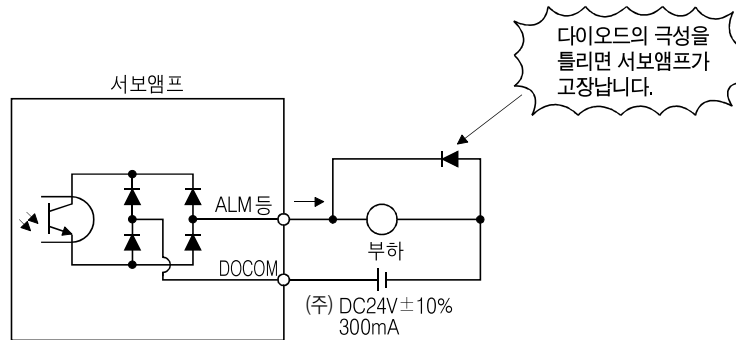 다이오드의 극성을
틀리면 서보앰프가
고장납니다.
서보앰프
ALM 등
부하
DOCOM
(주) DC24V±10%
300mA